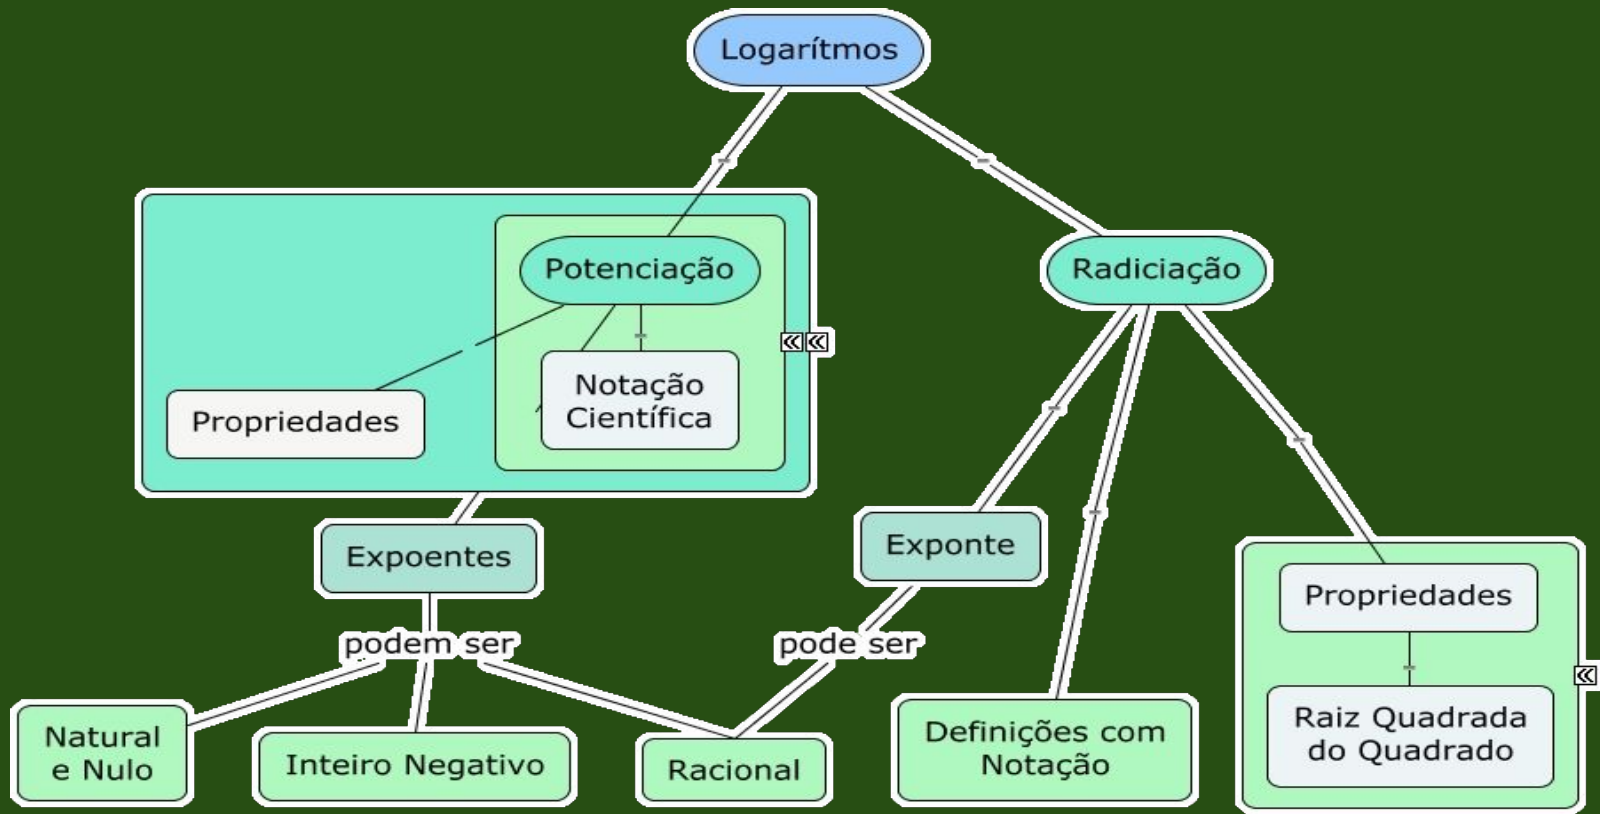 Logarítmos
Potenciação
Radiciação
Notação
Científica
Propriedades
Expoentes
Exponte
Propriedades
podem ser
pode ser
Natural
e Nulo
Inteiro Negativo
Racional
Definições com
Notação
Raiz Quadrada
do Quadrado